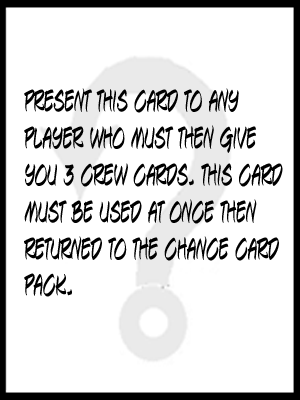 PRESENT THIS CARD TO ANY
PLAYER WHO MUST THEN GIVE
YOU 3 CREW CARDS. THIS CARD
MUST BE USED AT ONCE THEN
RETURNED TO THE CHANCE CARD
PACK.